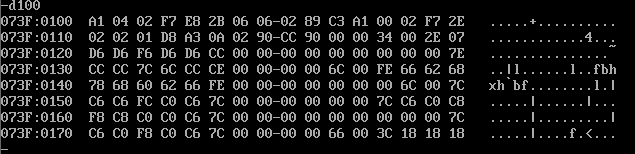 -d100
073F:0100  A1 04 02 F7 E8 2B 06 06-02 89 C3 A1 00 02 F7 2E   .....+..........
073F:0110  02 02 01 D8 A3 0A 02 90-CC 90 00 00 34 00 2E 07   ............4...
073F:0120  D6 D6 F6 D6 D6 CC 00 00-00 00 00 00 00 00 00 7E   ...............~
073F:0130  CC CC 7C 6C CC CE 00 00-00 00 6C 00 FE 66 62 68   ..|l......l..fbh
073F:0140  78 68 60 62 66 FE 00 00-00 00 00 00 6C 00 7C   xh`bf.......l.|
073F:0150  C6 C6 FC C0 C6 7C 00 00-00 00 00 7C C6 C0 C8   .....|.....|...
073F:0160  F8 C8 C0 C0 C6 7C 00 00-00 00 00 00 00 00 7C   .....|........|
073F:0170  C6 C0 F8 C0 C6 7C 00 00-00 00 66 00 3C 18 18 18   .....|....f.<...
-